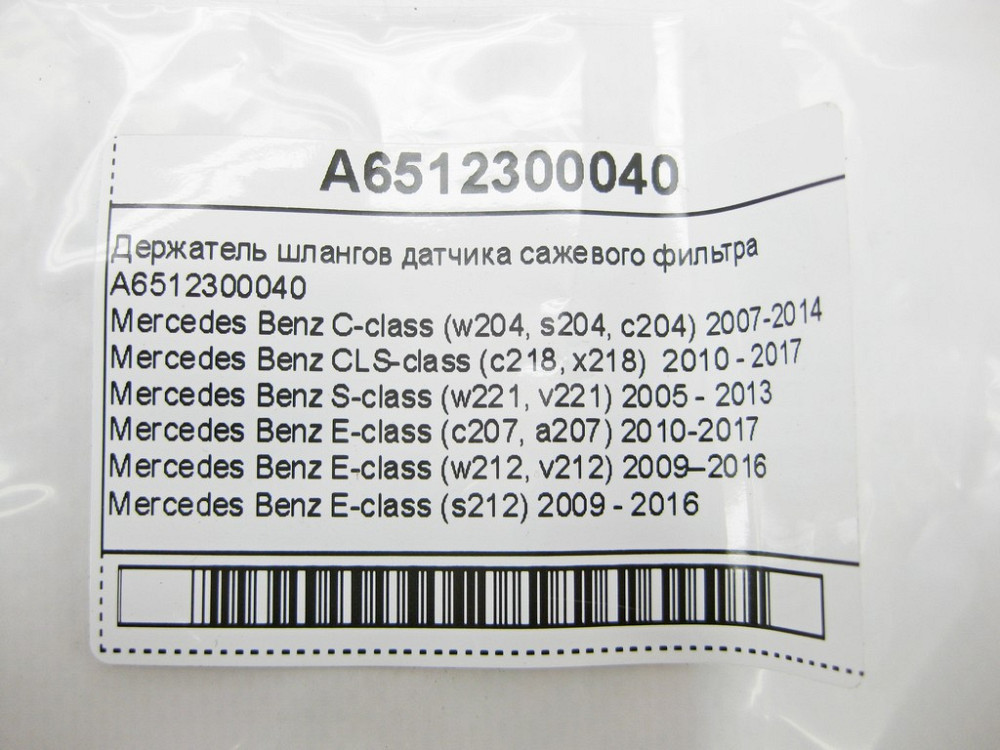 A6512300040
Держатель шлангов датчика сажевого фильтра
A6512300040
Mercedes Benz C-class (w204, s204, c204) 2007-2014
Mercedes Benz CLS-class (c218, x218) 2010 - 2017
Mercedes Benz S-class (w221, v221) 2005 - 2013
Mercedes Benz E-class (c207, a207) 2010-2017
Mercedes Benz E-class (w212, v212) 2009–2016
Mercedes Benz E-class (s212) 2009 - 2016